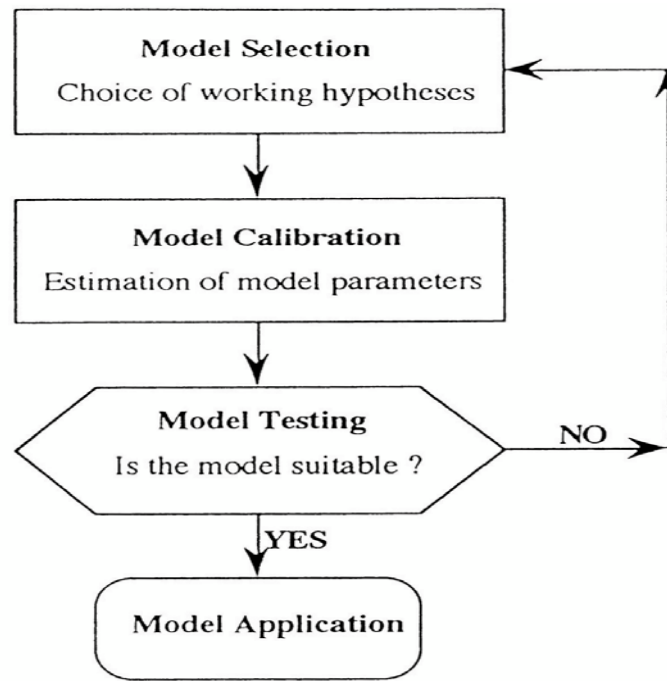 Model Selection
Choice of working hypotheses
Model Calibration
Estimation of model parameters
Model Testing
Is the model suitable ?
NO
YES
Model Application